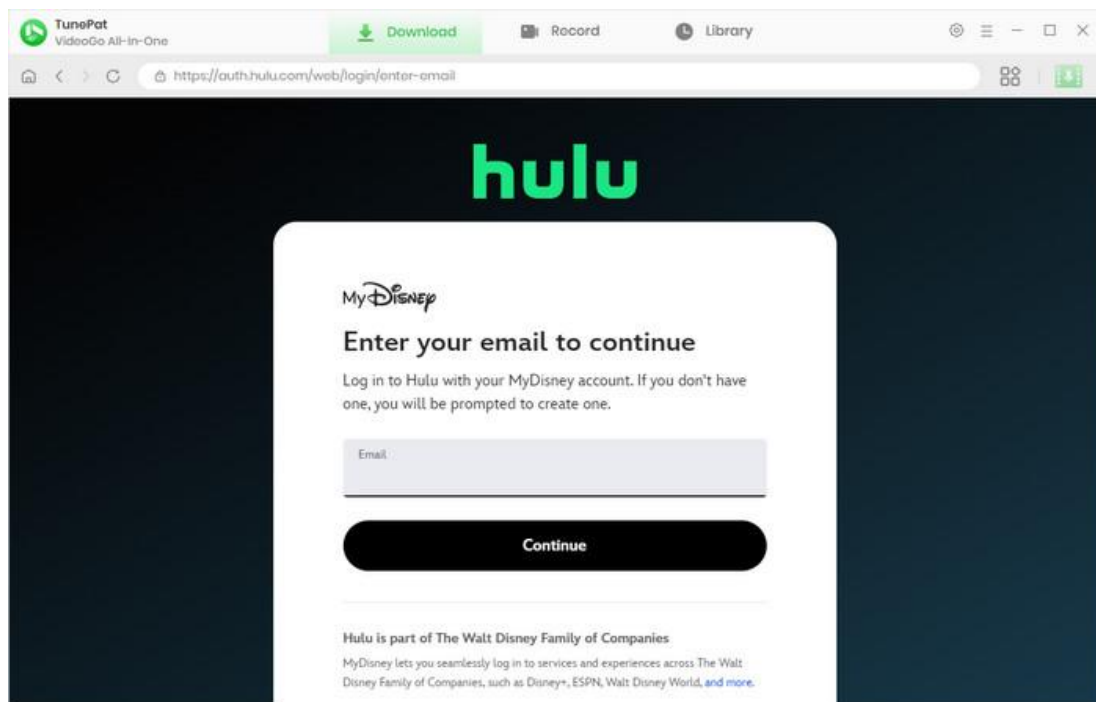 TunePat
VideoGo All-In-One
Download
Record
Library
https://auth.hulu.com/web/login/enter-email
hulu
MyDisney
Enter your email to continue
Log in to Hulu with your MyDisney account. If you don't have
one, you will be prompted to create one.
Email
Continue
Hulu is part of The Walt Disney Family of Companies
MyDisney lets you seamlessly log in to services and experiences across The Walt
Disney Family of Companies, such as Disney+, ESPN, Walt Disney World, and more.